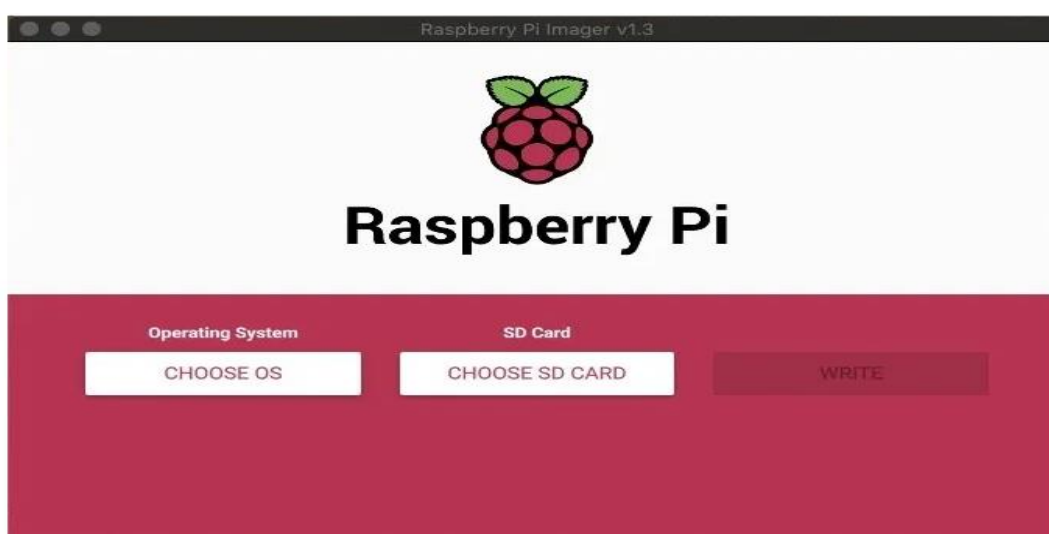 Raspberry Pi Imager v1.3
Raspberry Pi
Operating System
SD Card
CHOOSE OS
CHOOSE SD CARD
WRITE